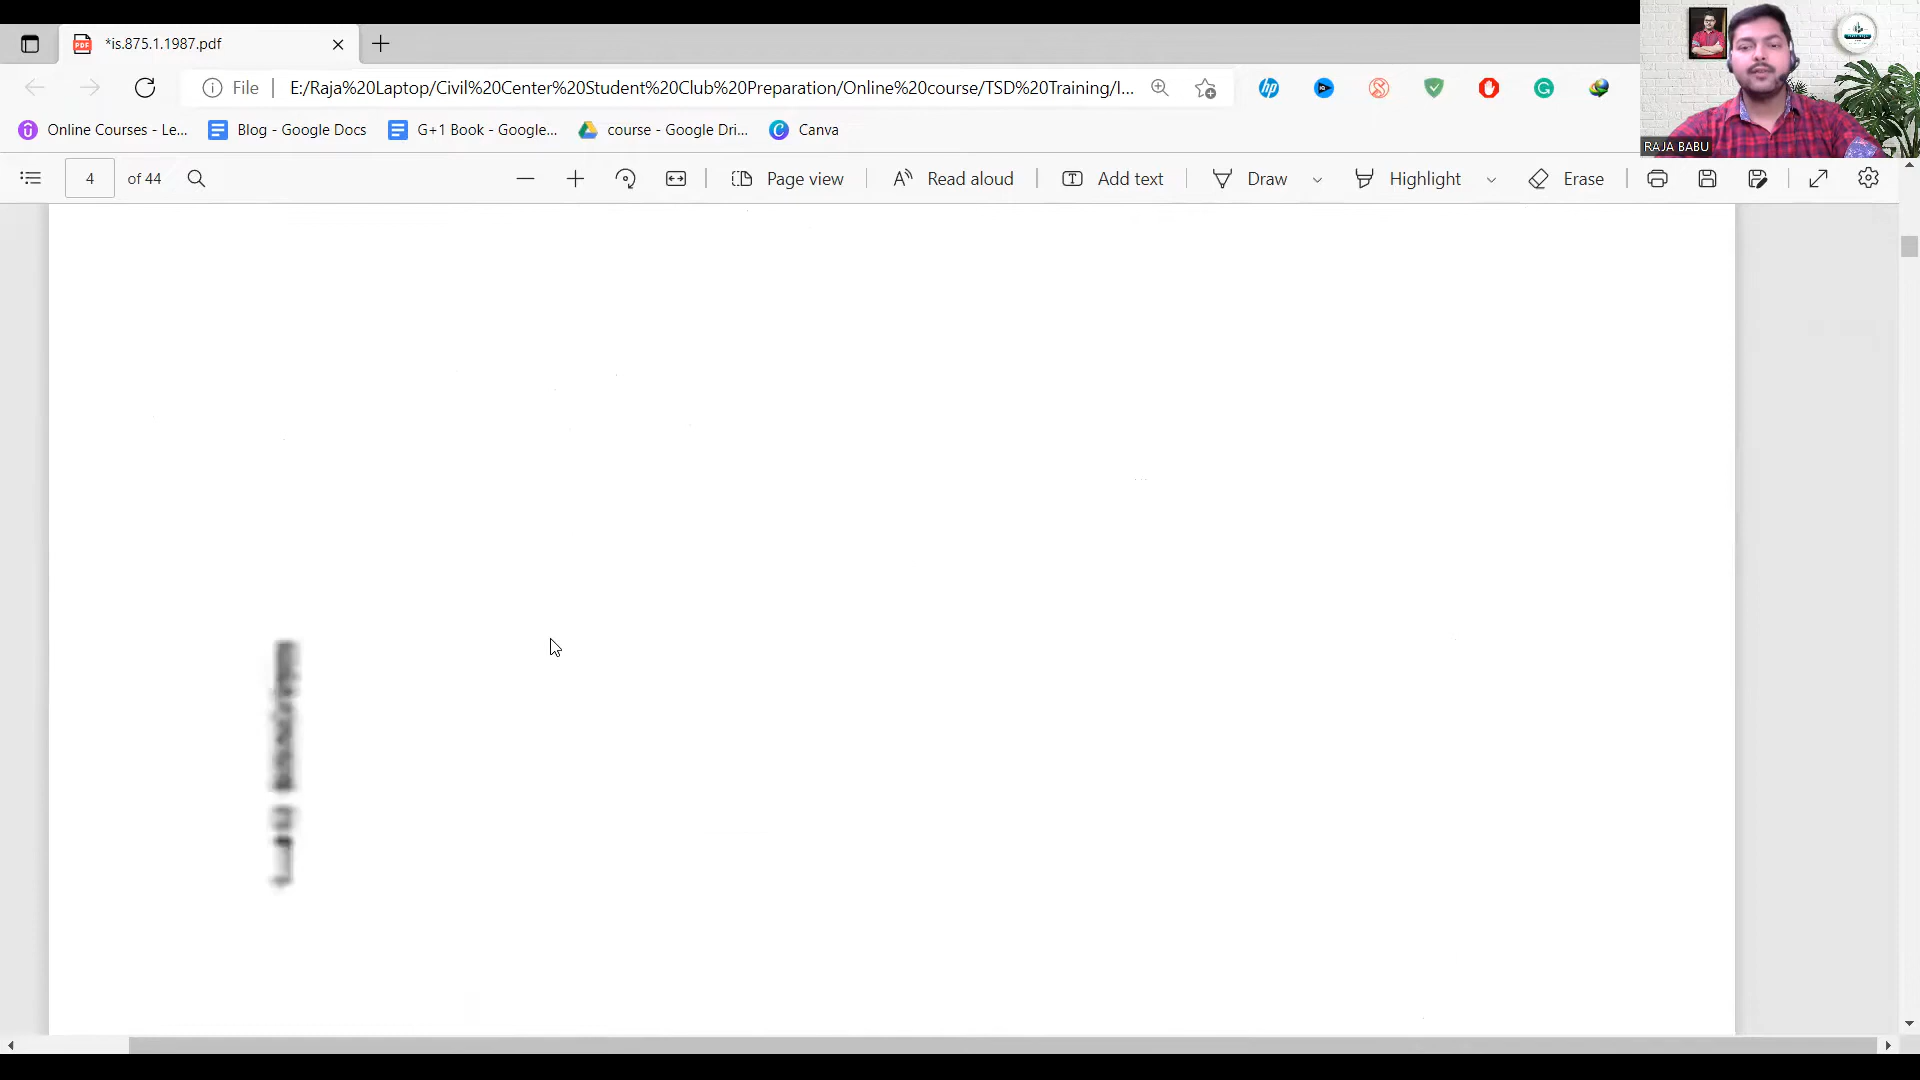 *is.875.1.1987.pdf
File
E:/Raja%20Laptop/Civil%20Center%20Student%20Club%20Preparation/Online%20course/TSD%20Training/I...
Online Courses - Le...
Blog - Google Docs
G+1 Book - Google...
course - Google Dri...
Canva
RAJA BABU
4
of 44
Page view
Read aloud
Add text
Draw
Highlight
Erase